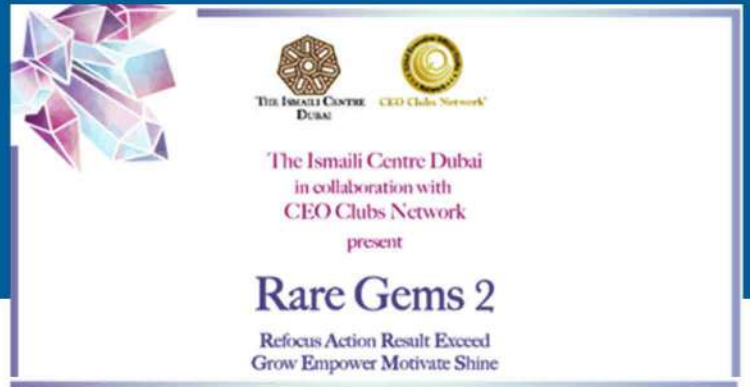 THE ISMAILI CENTRE
DUBAI
CEO Clubs Network
The Ismaili Centre Dubai
in collaboration with
CEO Clubs Network
present
Rare Gems 2
Refocus Action Result Exceed
Grow Empower Motivate Shine